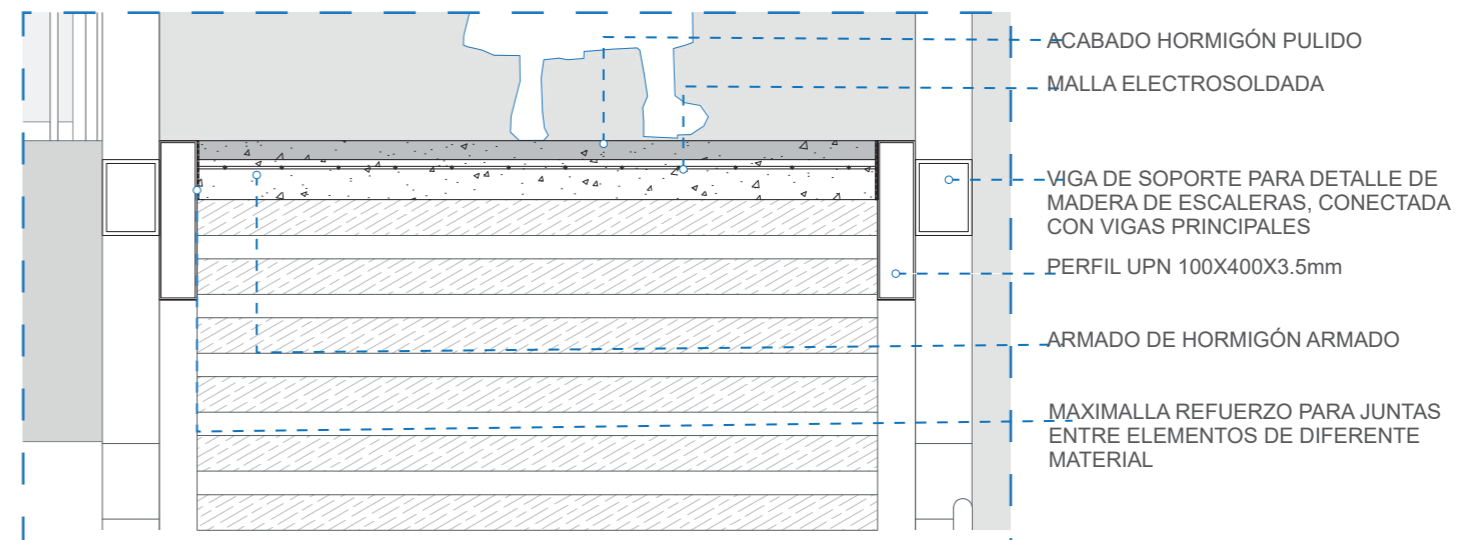 ACABADO HORMIGÓN PULIDO
MALLA ELECTROSOLDADA
VIGA DE SOPORTE PARA DETALLE DE
MADERA DE ESCALERAS, CONECTADA
CON VIGAS PRINCIPALES
PERFIL UPN 100X400X3.5mm
ARMADO DE HORMIGÓN ARMADO
MAXIMALLA REFUERZO PARA JUNTAS
ENTRE ELEMENTOS DE DIFERENTE
MATERIAL